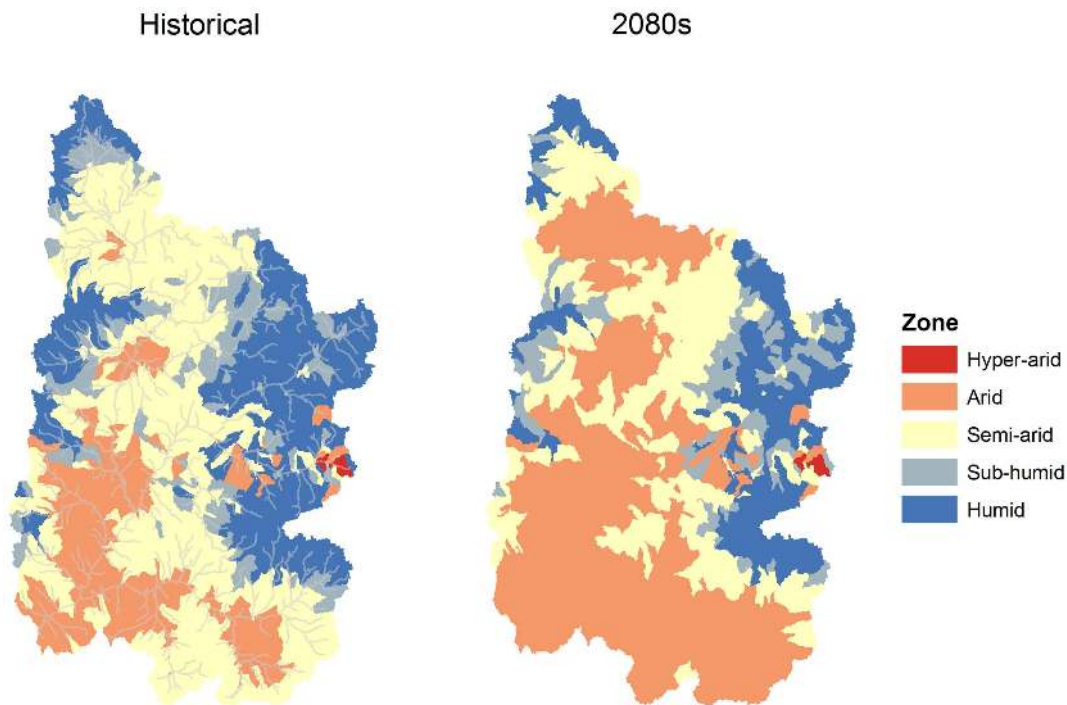 Historical
2080s
Zone
Hyper-arid
Arid
Semi-arid
Sub-humid
Humid